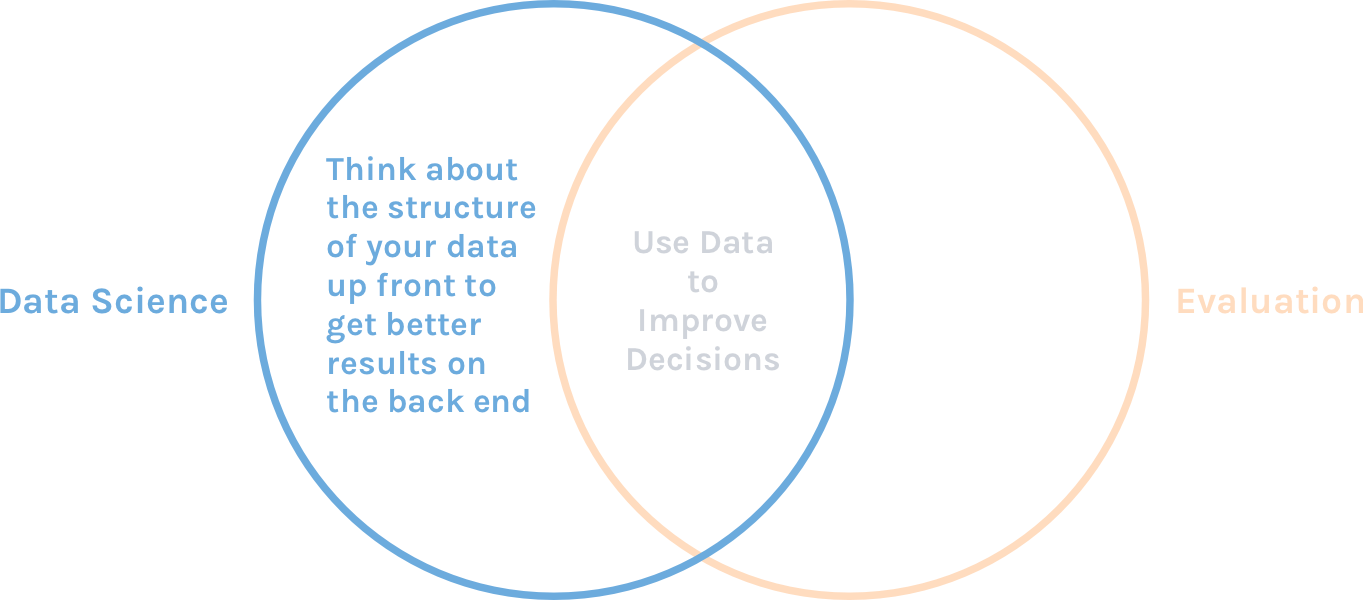 Data Science
Think about
the structure
of your data
up front to
get better
results on
the back end
Use Data
to
Improve
Decisions
Evaluation